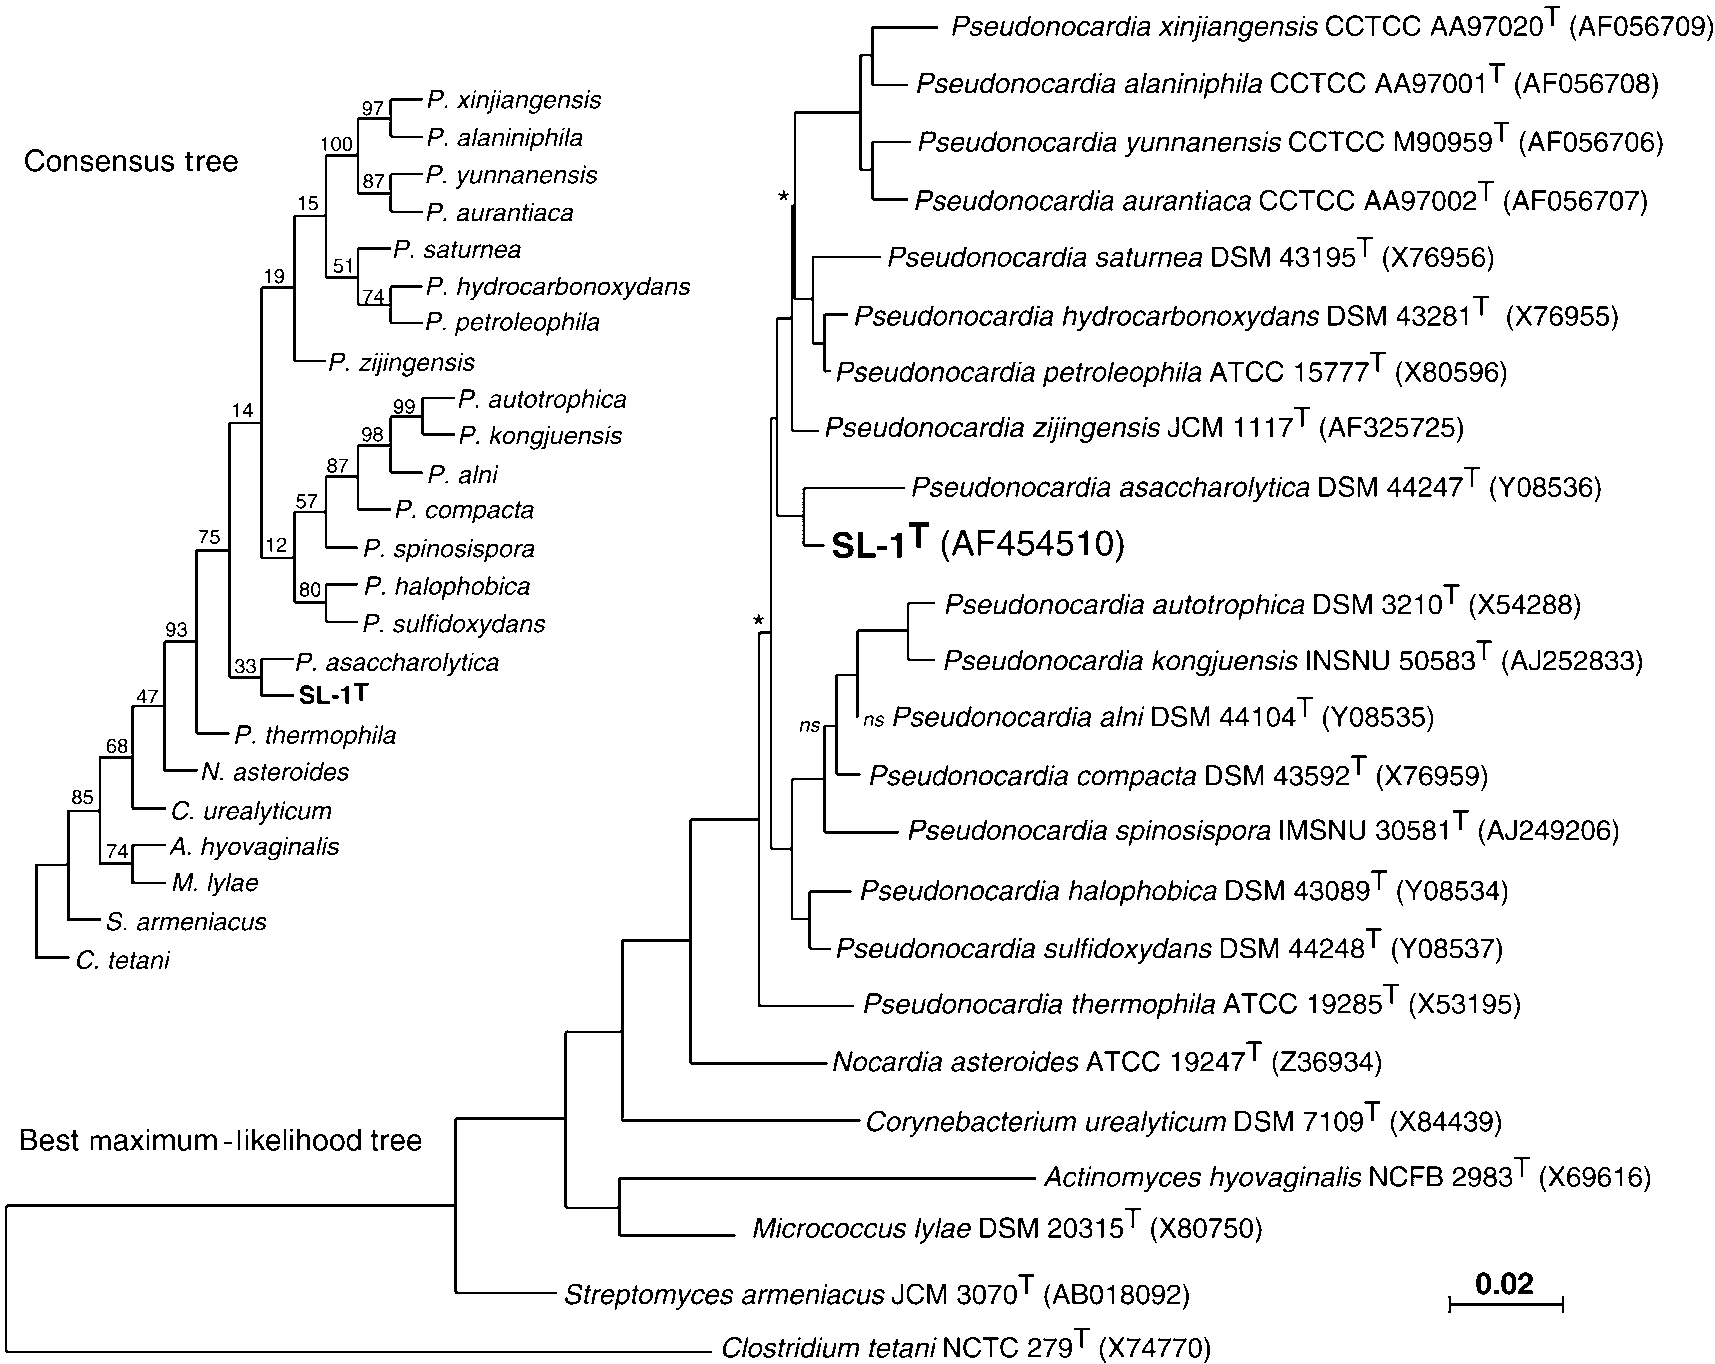 Consensus tree
97
P. xinjiangensis
P. alaniniphila
100
87
P. yunnanensis
P. aurantiaca
15
P. saturnea
51
P. hydrocarbonoxydans
74
P. petroleophila
19
P. zijingensis
14
99
P. autotrophica
P. kongjuensis
98
P. alni
87
P. compacta
57
P. spinosispora
12
80
P. halophobica
P. sulfidoxydans
75
33
P. asaccharolytica
SL-1T
93
P. thermophila
47
N. asteroides
68
C. urealyticum
85
74
A. hyovaginalis
M. lylae
S. armeniacus
C. tetani
Pseudonocardia xinjiangensis CCTCC AA97020T (AF056709)
Pseudonocardia alaniniphila CCTCC AA97001T (AF056708)
Pseudonocardia yunnanensis CCTCC M90959T (AF056706)
*
Pseudonocardia aurantiaca CCTCC AA97002T (AF056707)
Pseudonocardia saturnea DSM 43195T (X76956)
Pseudonocardia hydrocarbonoxydans DSM 43281T (X76955)
Pseudonocardia petroleophila ATCC 15777T (X80596)
Pseudonocardia zijingensis JCM 1117T (AF325725)
Pseudonocardia asaccharolytica DSM 44247T (Y08536)
SL-1T (AF454510)
Pseudonocardia autotrophica DSM 3210T (X54288)
*
Pseudonocardia kongjuensis INSNU 50583T (AJ252833)
ns
ns Pseudonocardia alni DSM 44104T (Y08535)
Pseudonocardia compacta DSM 43592T (X76959)
Pseudonocardia spinosispora IMSNU 30581T (AJ249206)
Pseudonocardia halophobica DSM 43089T (Y08534)
Pseudonocardia sulfidoxydans DSM 44248T (Y08537)
Pseudonocardia thermophila ATCC 19285T (X53195)
Nocardia asteroides ATCC 19247T (Z36934)
Corynebacterium urealyticum DSM 7109T (X84439)
Best maximum-likelihood tree
Actinomyces hyovaginalis NCFB 2983T (X69616)
Micrococcus lylae DSM 20315T (X80750)
Streptomyces armeniacus JCM 3070T (AB018092)
0.02
Clostridium tetani NCTC 279T (X74770)